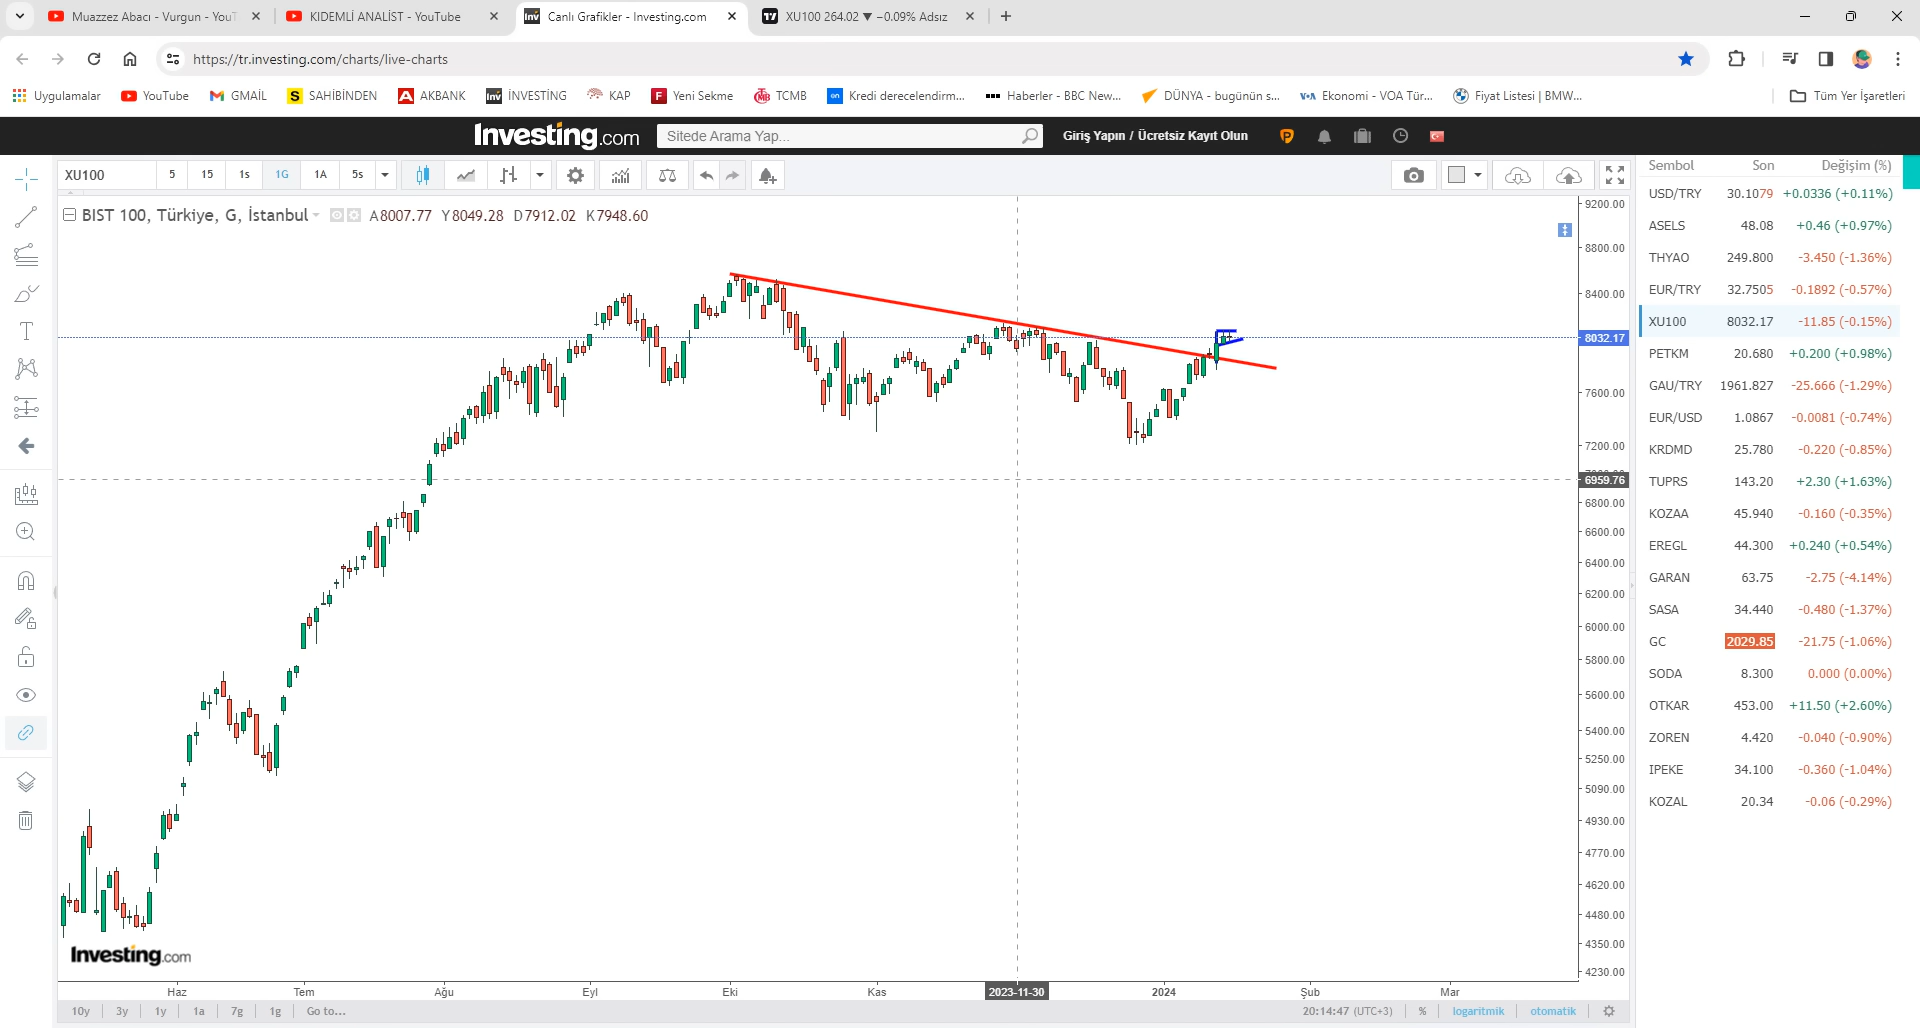 Muazzez Abacı - Vurgun - YouT
KIDEMLİ ANALİST - YouTube
Canlı Grafikler - Investing.com
XU100 264.02 ▼ −0.09% Adsız
https://tr.investing.com/charts/live-charts
Uygulamalar
YouTube
GMAİL
SAHİBİNDEN
AKBANK
İNVESTİNG
KAP
Yeni Sekme
TCMB
Kredi derecelendirm...
Haberler - BBC New...
DÜNYA - bugünün s...
Ekonomi - VOA Tür...
Fiyat Listesi | BMW...
Tüm Yer İşaretleri
Investing.com
Sitede Arama Yap...
Giriş Yapın / Ücretsiz Kayıt Olun
XU100 5 15 1s 1G 1A 5s
BIST 100, Türkiye, G, İstanbul A8007.77 Y8049.28 D7912.02 K7948.60
9200.00
8800.00
8400.00
8032.17
7600.00
7200.00
6959.76
6800.00
6600.00
6400.00
6200.00
6000.00
5800.00
5600.00
5400.00
5250.00
5090.00
4930.00
4770.00
4620.00
4480.00
4350.00
4230.00
Investing.com
Haz Tem Ağu Eyl Eki Kas 2023-11-30 2024 Şub Mar
10y 3y 1y 1a 7g 1g Go to...
20:14:47 (UTC+3) % logaritmik otomatik
Sembol Son Değişim (%)
USD/TRY 30.1079 +0.0336 (+0.11%)
ASELS 48.08 +0.46 (+0.97%)
THYAO 249.800 -3.450 (-1.36%)
EUR/TRY 32.7505 -0.1892 (-0.57%)
XU100 8032.17 -11.85 (-0.15%)
PETKM 20.680 +0.200 (+0.98%)
GAU/TRY 1961.827 -25.666 (-1.29%)
EUR/USD 1.0867 -0.0081 (-0.74%)
KRDMD 25.780 -0.220 (-0.85%)
TUPRS 143.20 +2.30 (+1.63%)
KOZAA 45.940 -0.160 (-0.35%)
EREGL 44.300 +0.240 (+0.54%)
GARAN 63.75 -2.75 (-4.14%)
SASA 34.440 -0.480 (-1.37%)
GC 2029.85 -21.75 (-1.06%)
SODA 8.300 0.000 (0.00%)
OTKAR 453.00 +11.50 (+2.60%)
ZOREN 4.420 -0.040 (-0.90%)
IPEKE 34.100 -0.360 (-1.04%)
KOZAL 20.34 -0.06 (-0.29%)